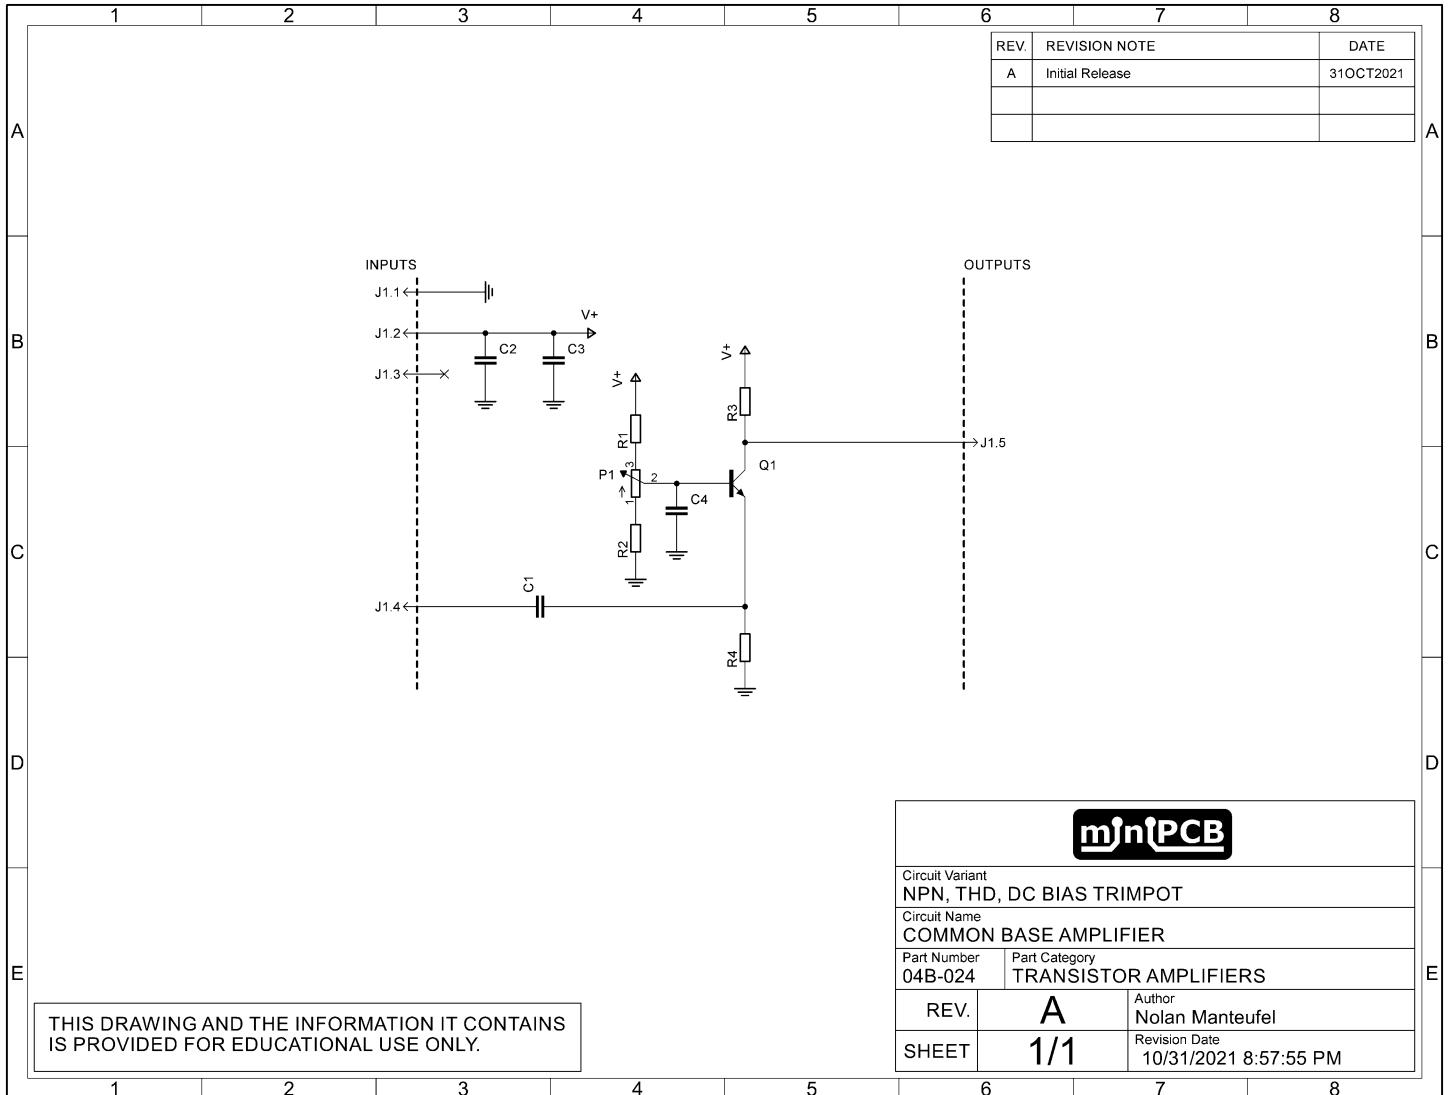 1 2 3 4 5 6 7 8
REV. REVISION NOTE DATE
A Initial Release 31OCT2021
A A
INPUTS OUTPUTS
J1.1
V+
J1.2
B B
C2 C3
V+
J1.3
V+
R3
R1
J1.5
3
Q1
P1
2
1
C4
R2
C C
C1
J1.4
R4
D D
miniPCB
Circuit Variant
NPN, THD, DC BIAS TRIMPOT
Circuit Name
COMMON BASE AMPLIFIER
Part Number Part Category
04B-024 TRANSISTOR AMPLIFIERS
E E
REV. A Author
Nolan Manteufel
SHEET 1/1 Revision Date
10/31/2021 8:57:55 PM
THIS DRAWING AND THE INFORMATION IT CONTAINS
IS PROVIDED FOR EDUCATIONAL USE ONLY.
1 2 3 4 5 6 7 8